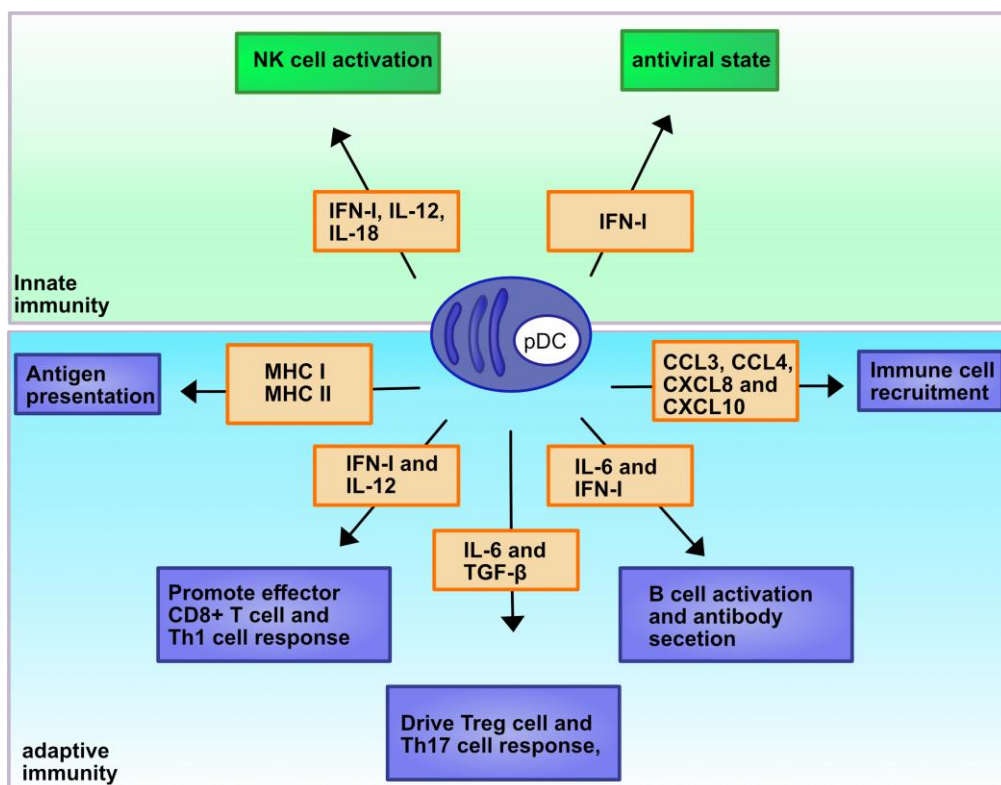 NK cell activation
antiviral state
IFN-I, IL-12,
IL-18
IFN-I
Innate
immunity
pDC
Antigen
presentation
MHC I
MHC II
CCL3, CCL4,
CXCL8 and
CXCL10
Immune cell
recruitment
IFN-I and
IL-12
IL-6 and
IFN-I
IL-6 and
TGF-β
Promote effector
CD8+ T cell and
Th1 cell response
B cell activation
and antibody
secetion
Drive Treg cell and
Th17 cell response,
adaptive
immunity